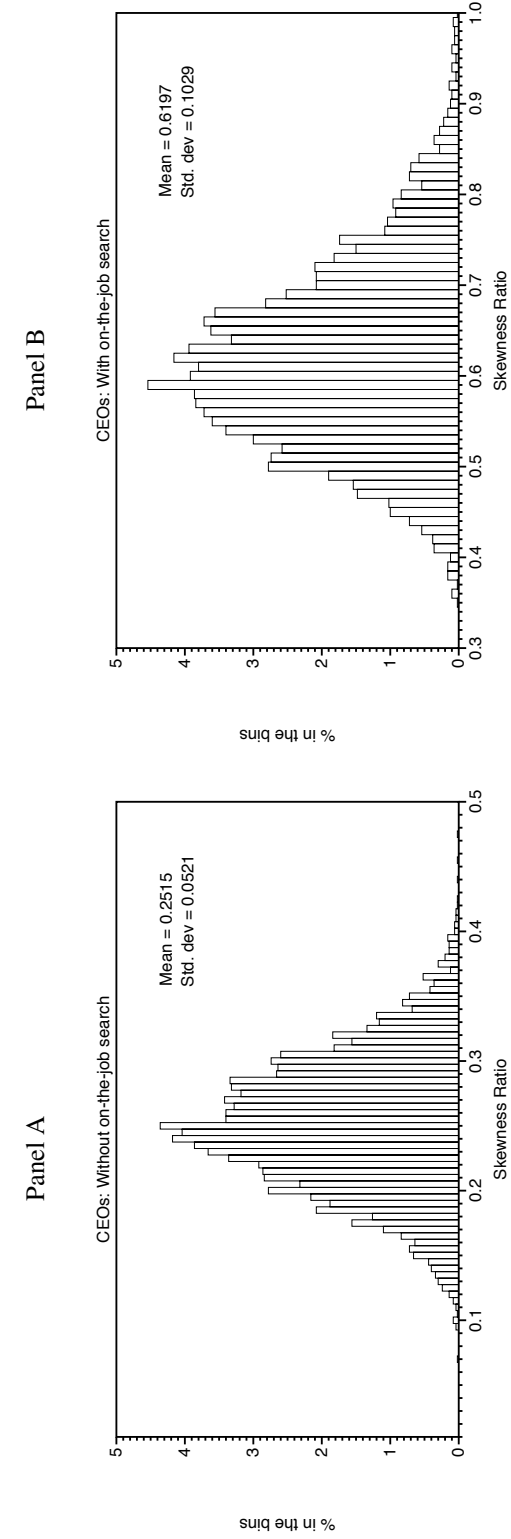 Panel A
CEOs: Without on-the-job search
Mean = 0.2515
Std. dev = 0.0521
% in the bins
5
4
3
2
1
0
0.1
0.2
0.3
0.4
0.5
Skewness Ratio
Panel B
CEOs: With on-the-job search
Mean = 0.6197
Std. dev = 0.1029
% in the bins
5
4
3
2
1
0
0.3
0.4
0.5
0.6
0.7
0.8
0.9
1.0
Skewness Ratio